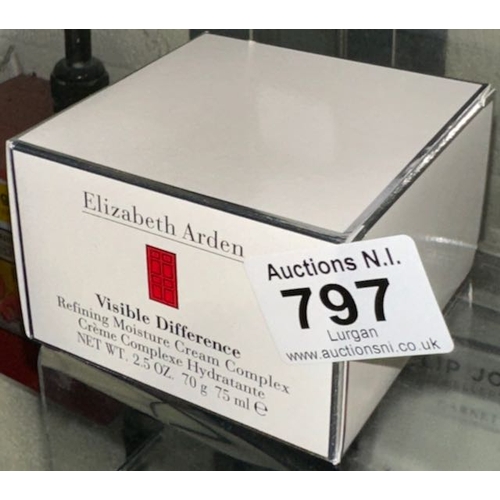 Elizabeth Arden
Visible Difference
Refining Moisture Cream Complex
Crème Complexe Hydratante
NET WT. 2.5 OZ. 70 g 75 ml ℮
Auctions N.I.
797
Lurgan
www.auctionsni.co.uk